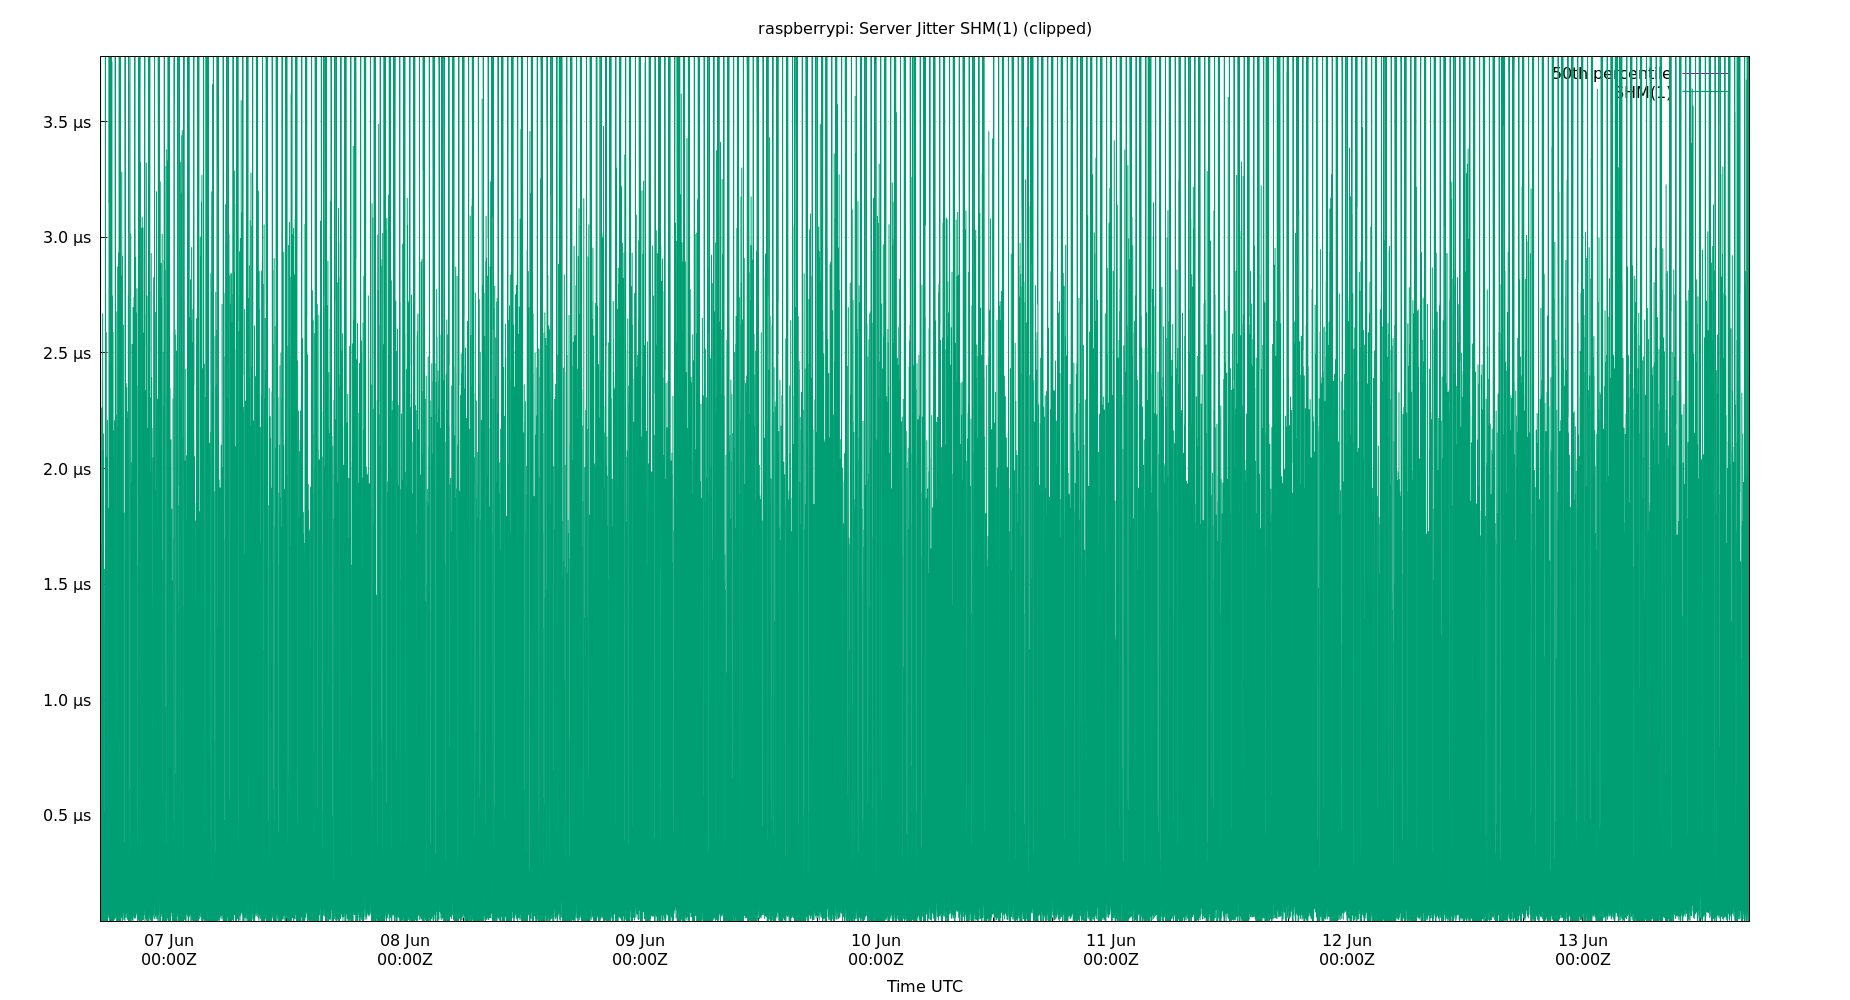 raspberrypi: Server Jitter SHM(1) (clipped)
50th percentile
SHM(1)
3.5 μs
3.0 μs
2.5 μs
2.0 μs
1.5 μs
1.0 μs
0.5 μs
07 Jun 08 Jun 09 Jun 10 Jun 11 Jun 12 Jun 13 Jun
00:00Z 00:00Z 00:00Z 00:00Z 00:00Z 00:00Z 00:00Z
Time UTC